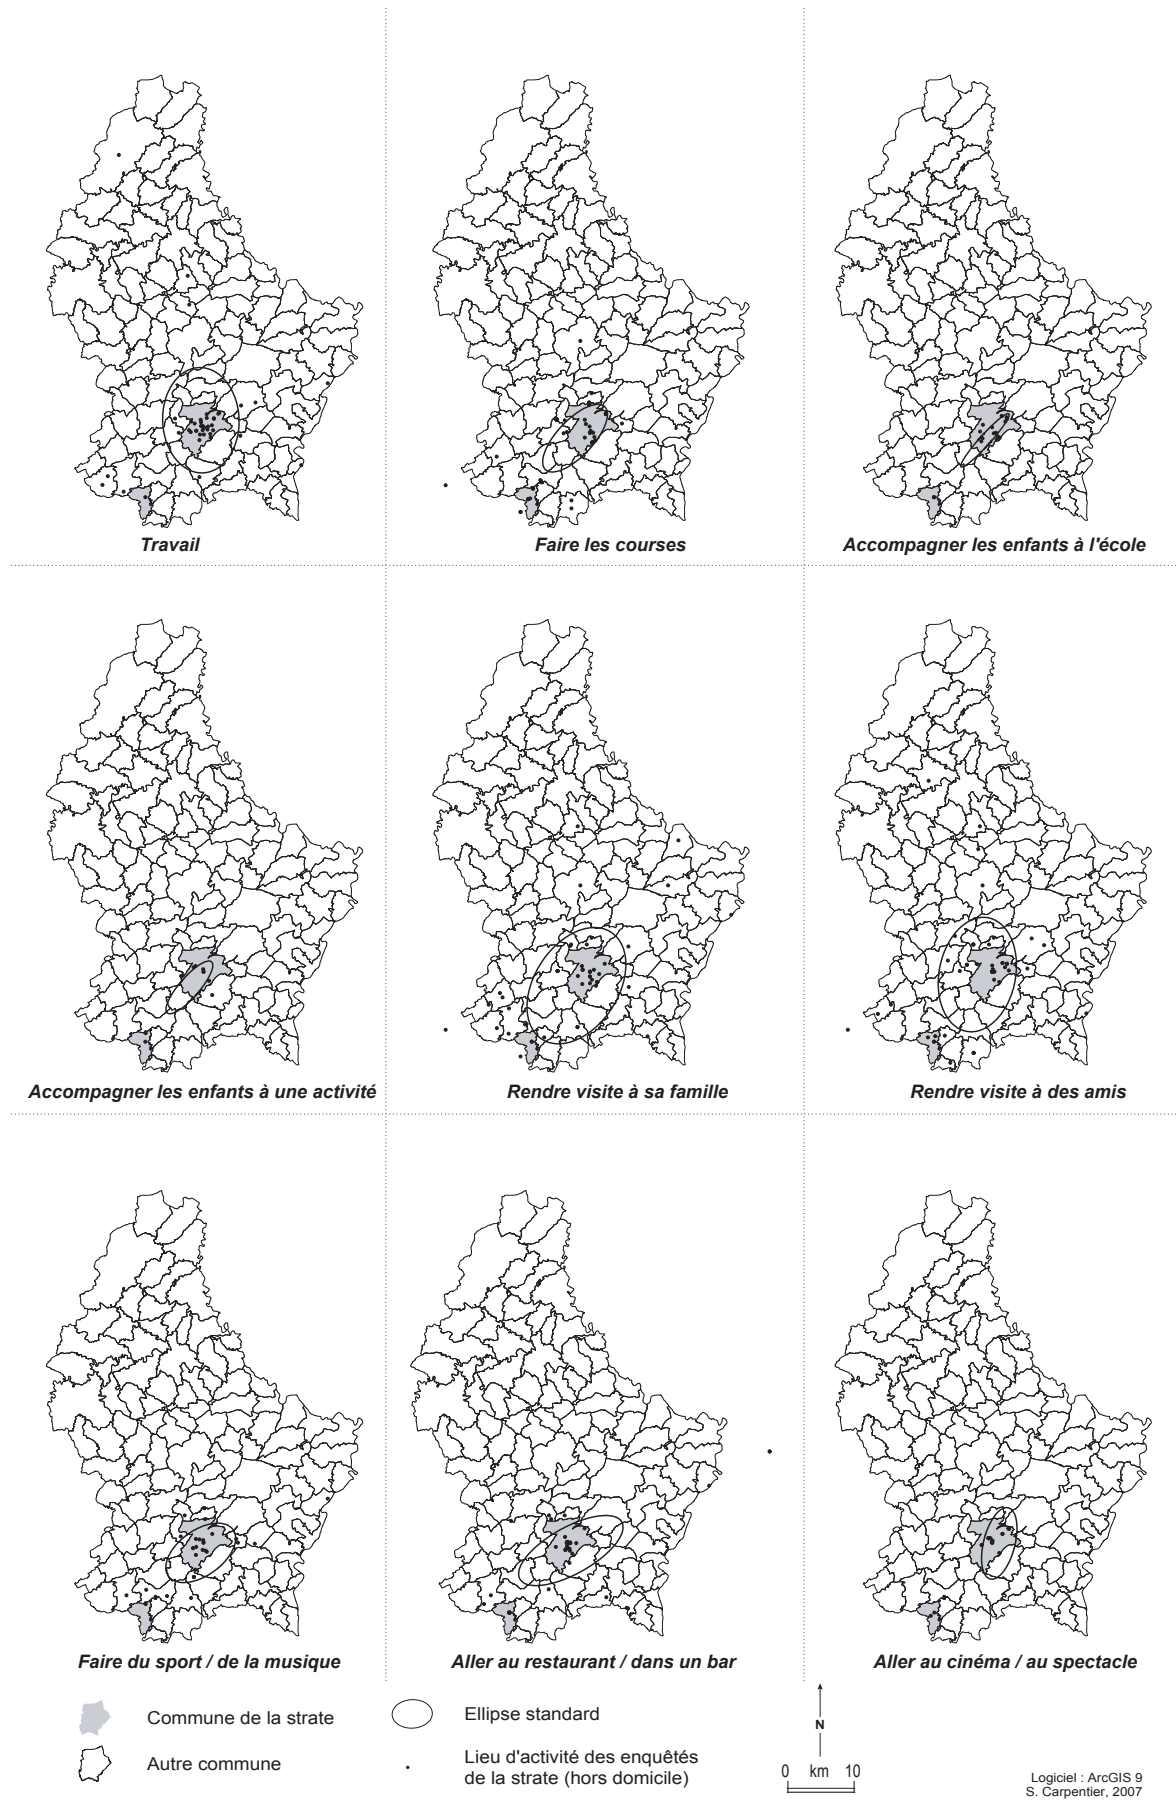 Travail
Faire les courses
Accompagner les enfants à l'école
Accompagner les enfants à une activité
Rendre visite à sa famille
Rendre visite à des amis
Faire du sport / de la musique
Aller au restaurant / dans un bar
Aller au cinéma / au spectacle
Commune de la strate
Autre commune
Ellipse standard
Lieu d'activité des enquêtés
de la strate (hors domicile)
N
0 km 10
Logiciel : ArcGIS 9
S. Carpentier, 2007